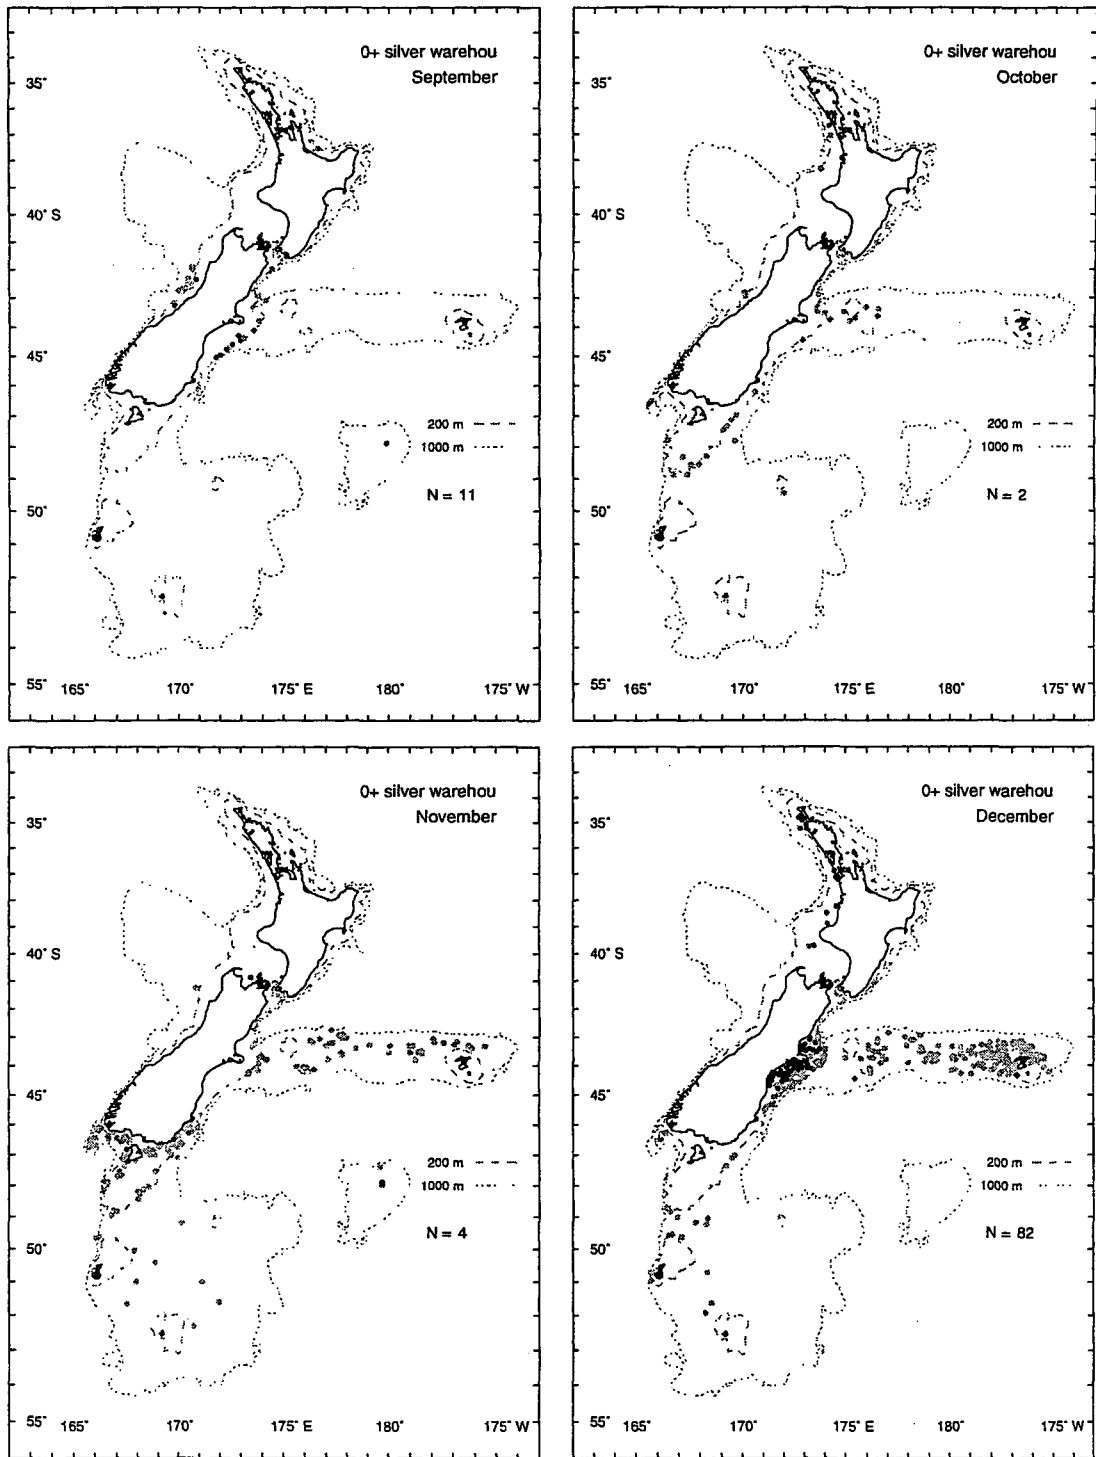 0+ silver warehou
September
35°
40° S
45°
200 m
1000 m
N = 11
50°
55°
165° 170° 175° E 180° 175° W
0+ silver warehou
October
35°
40° S
45°
200 m
1000 m
N = 2
50°
55°
165° 170° 175° E 180° 175° W
0+ silver warehou
November
35°
40° S
45°
200 m
1000 m
N = 4
50°
55°
165° 170° 175° E 180° 175° W
0+ silver warehou
December
35°
40° S
45°
200 m
1000 m
N = 82
50°
55°
165° 170° 175° E 180° 175° W